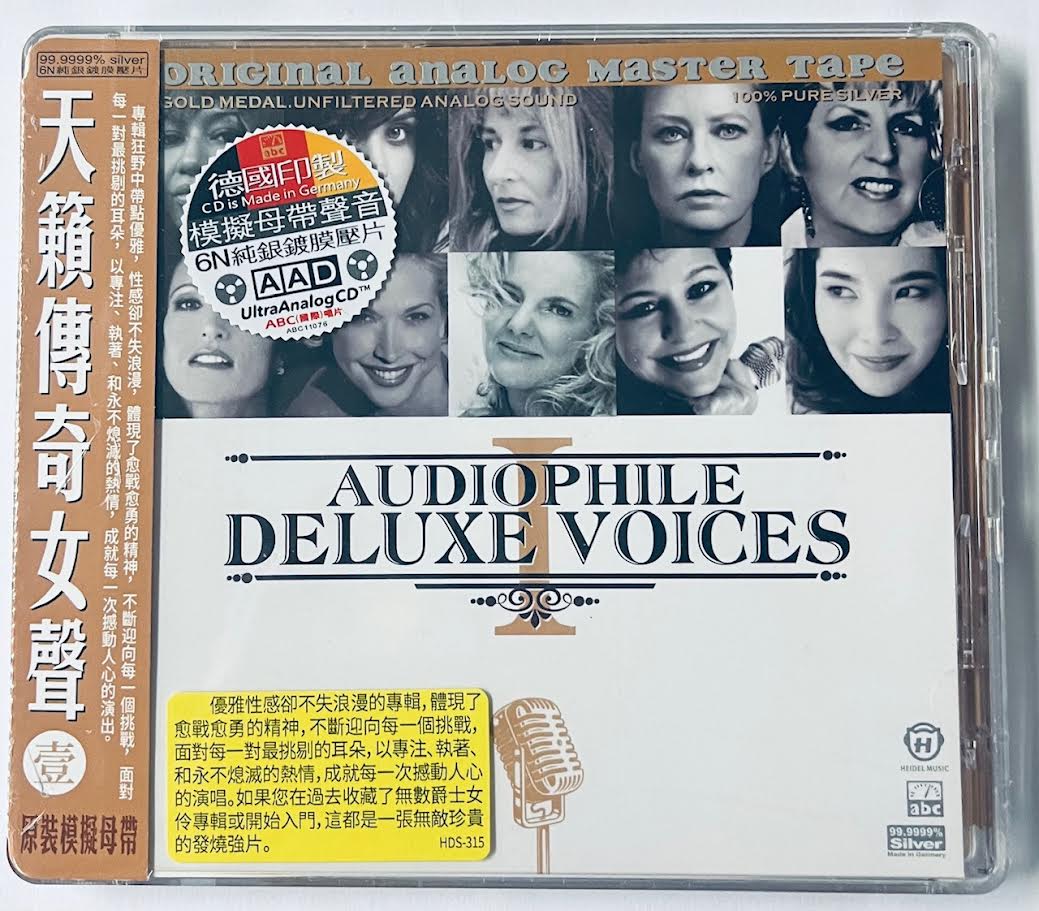 99.9999% silver
6N純銀鍍膜壓片
天籟傳奇女聲
壹
原裝模擬母帶
專輯狂野中帶點優雅，性感卻不失浪漫，體現了愈戰愈勇的精神，不斷迎向每一個挑戰，面對
每一對最挑剔的耳朵，以專注、執著、和永不熄滅的熱情，成就每一次撼動人心的演出。
ORIGINAL ANALOG MASTER TAPE
GOLD MEDAL.UNFILTERED ANALOG SOUND
100% PURE SILVER
abc
德國印製
CD is Made in Germany
模擬母帶聲音
6N純銀鍍膜壓片
AAD
UltraAnalogCD™
ABC(國際)唱片
ABC11076
I
AUDIOPHILE
DELUXE VOICES
優雅性感卻不失浪漫的專輯，體現了
愈戰愈勇的精神，不斷迎向每一個挑戰，
面對每一對最挑剔的耳朵，以專注、執著、
和永不熄滅的熱情，成就每一次撼動人心
的演唱。如果您在過去收藏了無數爵士女
伶專輯或開始入門，這都是一張無敵珍貴
的發燒強片。
HDS-315
H
HEIDEL MUSIC
abc
99.9999%
Silver
Made in Germany